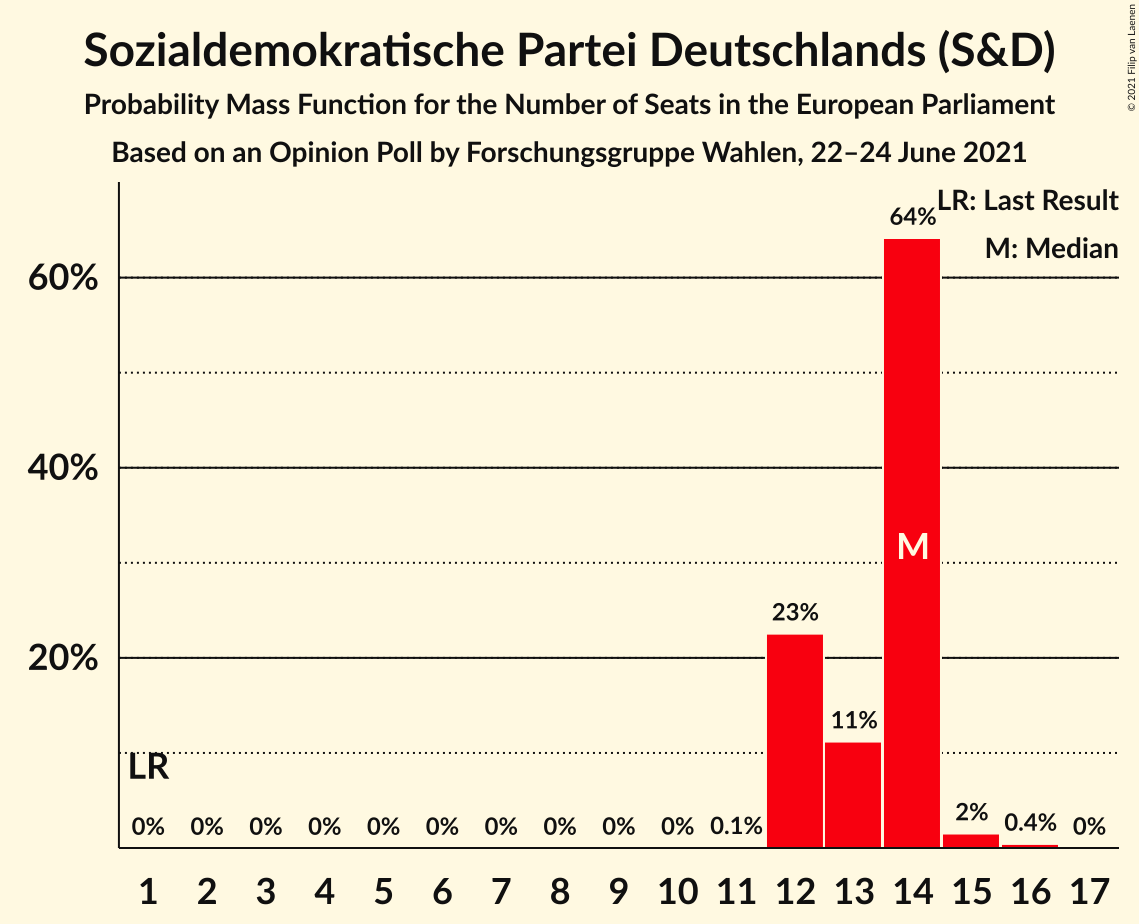 Sozialdemokratische Partei Deutschlands (S&D)
Probability Mass Function for the Number of Seats in the European Parliament
Based on an Opinion Poll by Forschungsgruppe Wahlen, 22–24 June 2021
© 2021 Filip van Laenen
LR: Last Result
M: Median
60%
40%
20%
LR
M
0% 0% 0% 0% 0% 0% 0% 0% 0% 0% 0.1% 23% 11% 64% 2% 0.4% 0%
1 2 3 4 5 6 7 8 9 10 11 12 13 14 15 16 17